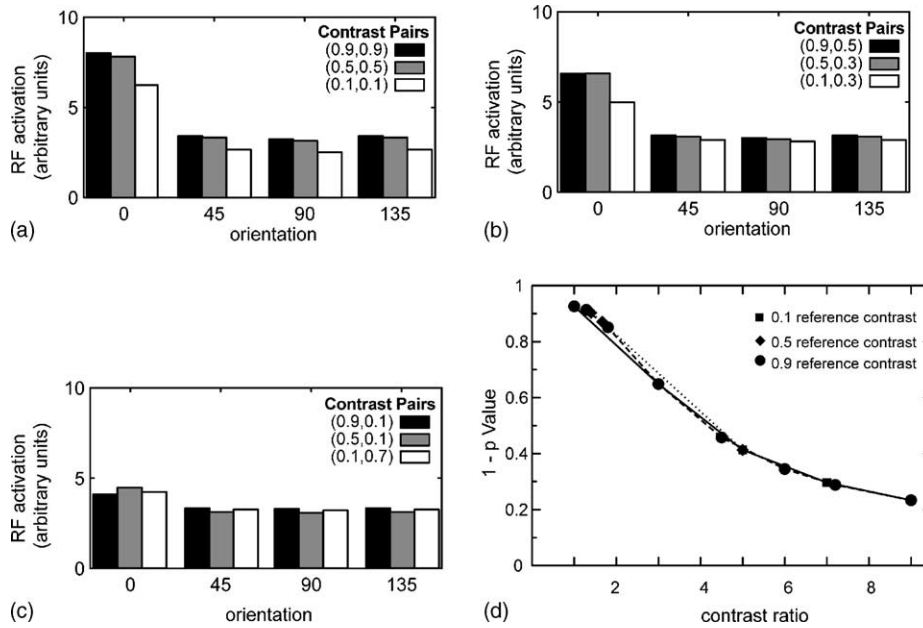 10
5
0
RF activation
(arbitrary units)
Contrast Pairs
(0.9,0.9)
(0.5,0.5)
(0.1,0.1)
0 45 90 135
orientation
(a)
10
5
0
RF activation
(arbitrary units)
Contrast Pairs
(0.9,0.5)
(0.5,0.3)
(0.1,0.3)
0 45 90 135
orientation
(b)
10
5
0
RF activation
(arbitrary units)
Contrast Pairs
(0.9,0.1)
(0.5,0.1)
(0.1,0.7)
0 45 90 135
orientation
(c)
1
0.8
0.6
0.4
0.2
0
1 - p Value
0.1 reference contrast
0.5 reference contrast
0.9 reference contrast
2 4 6 8
contrast ratio
(d)